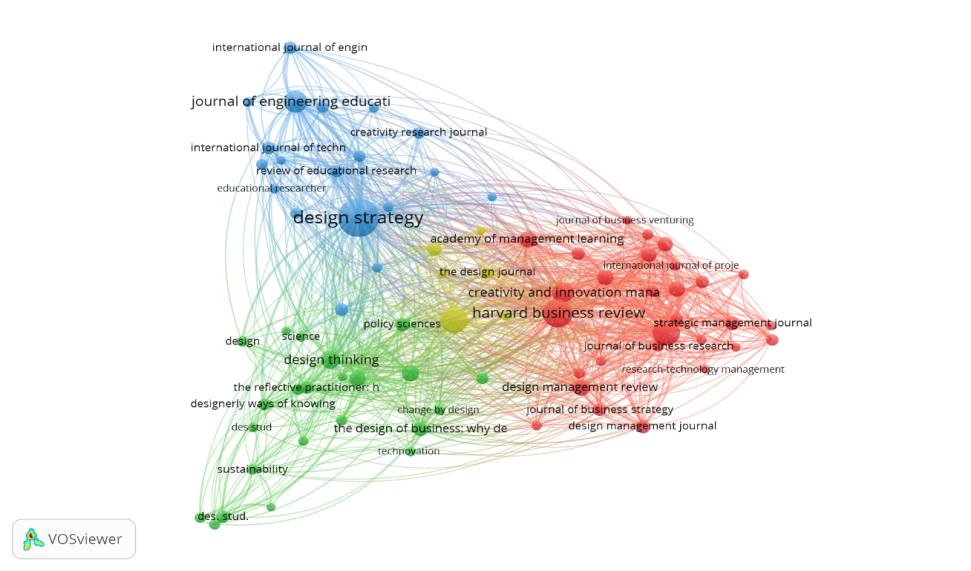 international journal of engin
journal of engineering educati
creativity research journal
international journal of techn
review of educational research
educational researcher
design strategy
journal of business venturing
academy of management learning
international journal of proje
the design journal
creativity and innovation mana
harvard business review
policy sciences
strategic management journal
science
design
journal of business research
design thinking
research-technology management
the reflective practitioner: h
design management review
designerly ways of knowing
change by design
journal of business strategy
des stud
the design of business: why de
design management journal
technovation
sustainability
des. stud.
VOSviewer